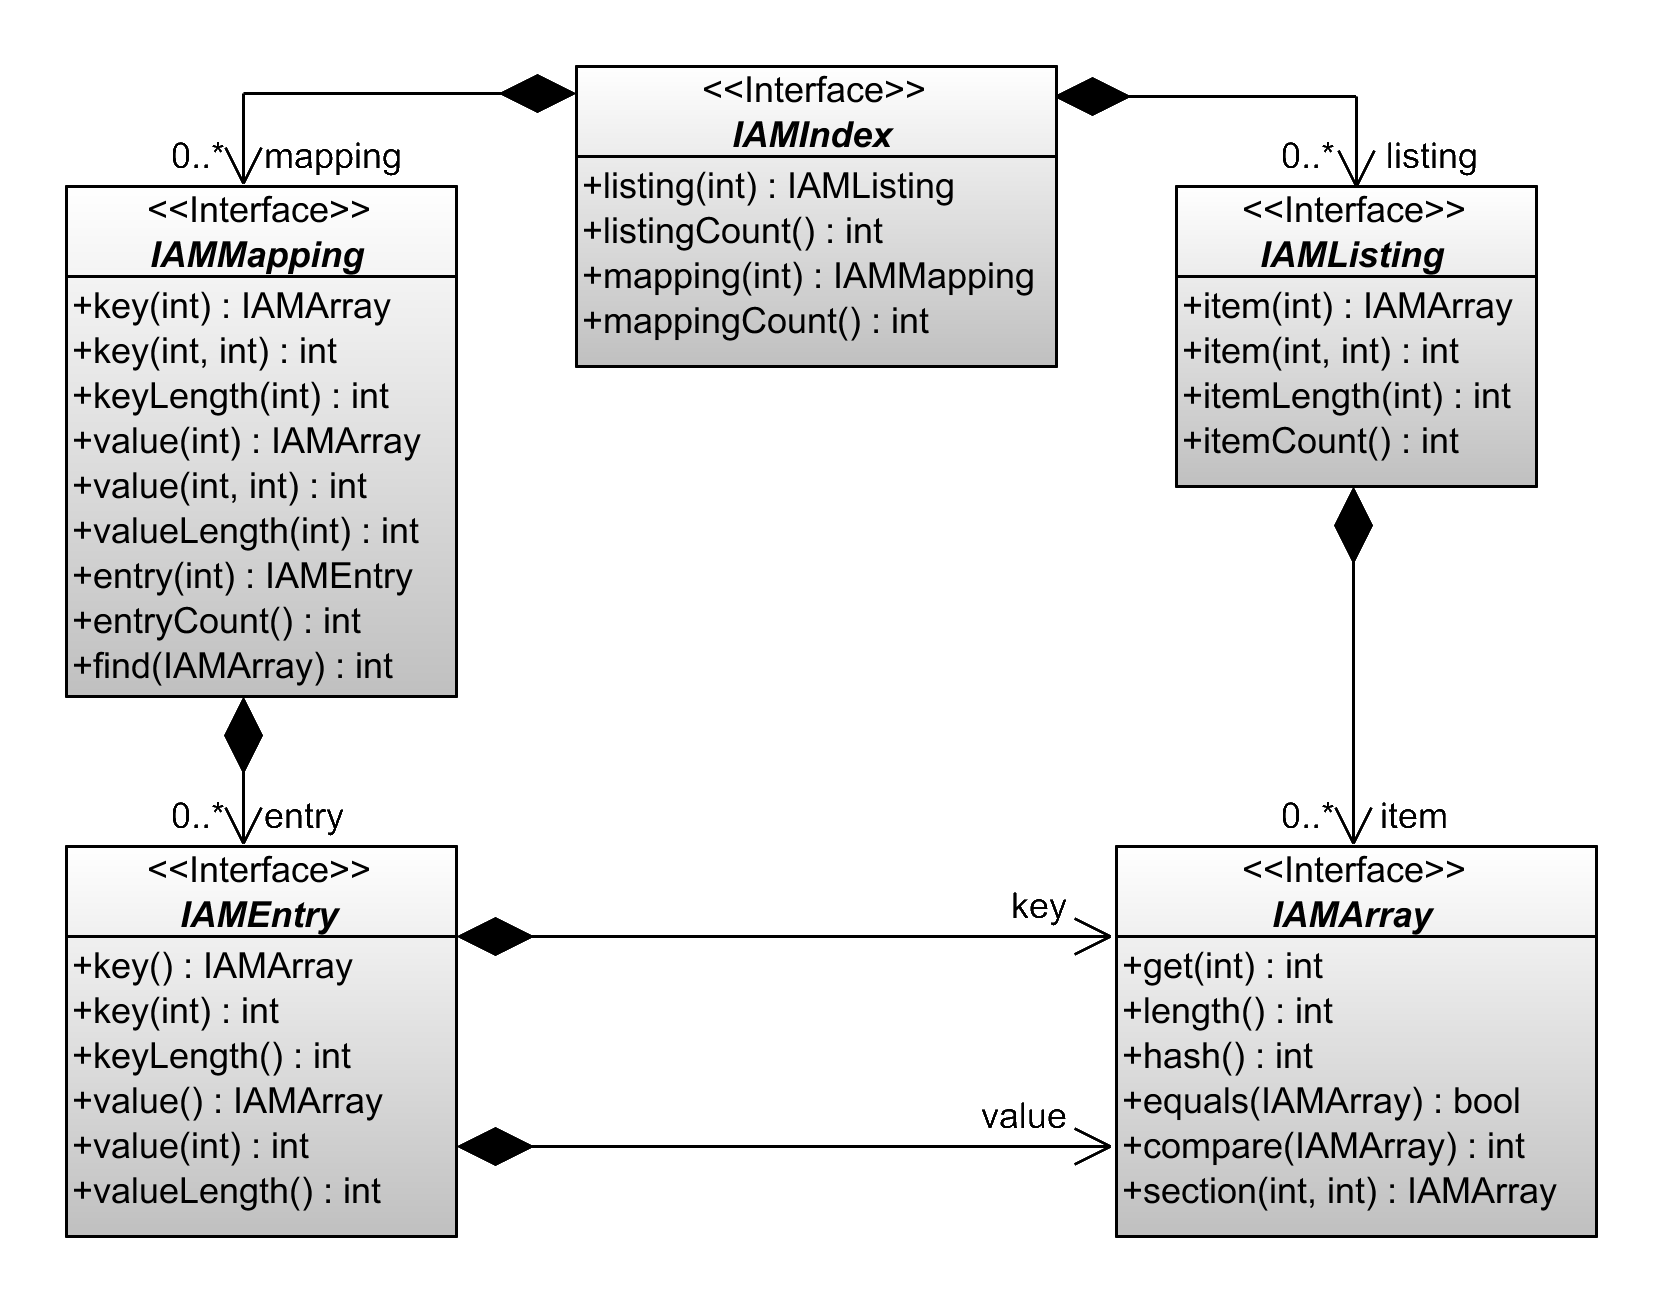 <<Interface>>
IAMIndex
+listing(int) : IAMListing
+listingCount() : int
+mapping(int) : IAMMapping
+mappingCount() : int
0..* mapping
<<Interface>>
IAMMapping
+key(int) : IAMArray
+key(int, int) : int
+keyLength(int) : int
+value(int) : IAMArray
+value(int, int) : int
+valueLength(int) : int
+entry(int) : IAMEntry
+entryCount() : int
+find(IAMArray) : int
0..* listing
<<Interface>>
IAMListing
+item(int) : IAMArray
+item(int, int) : int
+itemLength(int) : int
+itemCount() : int
0..* entry
<<Interface>>
IAMEntry
+key() : IAMArray
+key(int) : int
+keyLength() : int
+value() : IAMArray
+value(int) : int
+valueLength() : int
key
value
0..* item
<<Interface>>
IAMArray
+get(int) : int
+length() : int
+hash() : int
+equals(IAMArray) : bool
+compare(IAMArray) : int
+section(int, int) : IAMArray